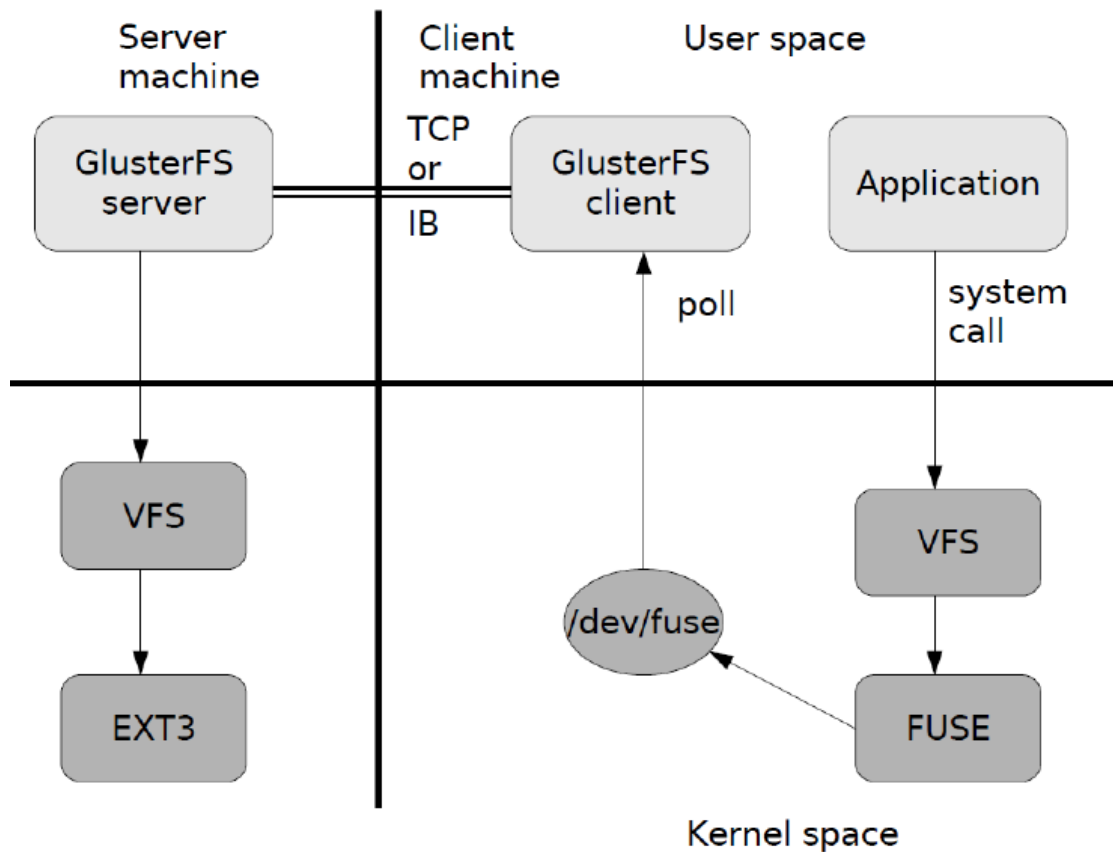 Server
machine
Client
machine
User space
GlusterFS
server
TCP
or
IB
GlusterFS
client
Application
poll
system
call
VFS
EXT3
/dev/fuse
VFS
FUSE
Kernel space